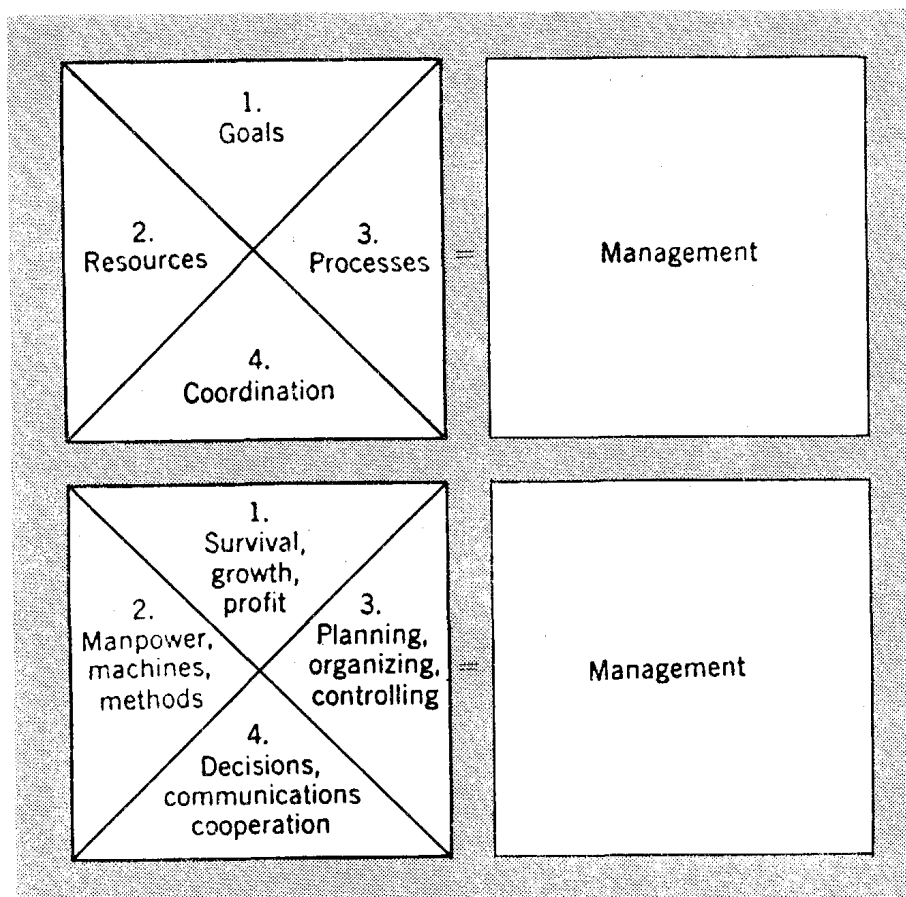 1.
Goals
2.
Resources
3.
Processes
4.
Coordination
=
Management
1.
Survival,
growth,
profit
2.
Manpower,
machines,
methods
3.
Planning,
organizing,
controlling
4.
Decisions,
communications
cooperation
=
Management